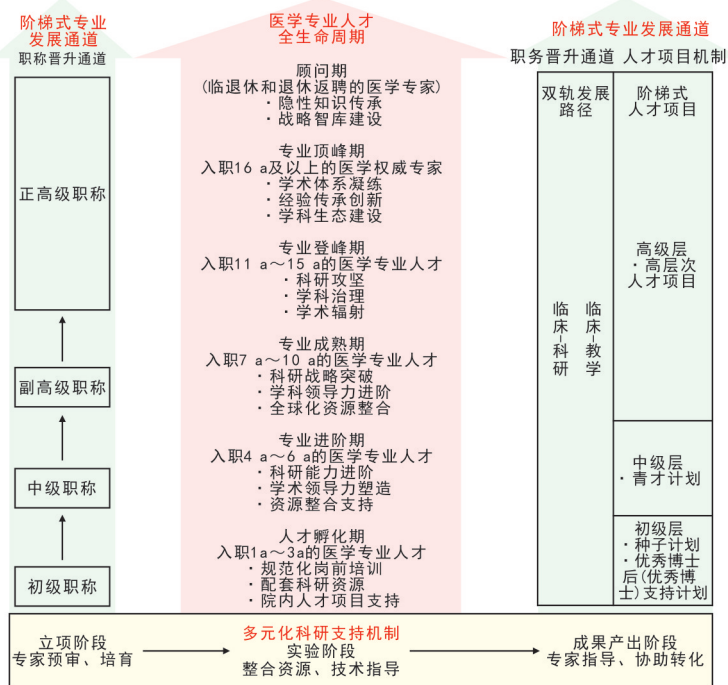 阶梯式专业
发展通道
职称晋升通道
正高级职称
副高级职称
中级职称
初级职称
医学专业人才
全生命周期
顾问期
(临退休和退休返聘的医学专家)
·隐性知识传承
·战略智库建设
专业顶峰期
入职16 a及以上的医学权威专家
·学术体系凝练
·经验传承创新
·学科生态建设
专业登峰期
入职11 a～15 a的医学专业人才
·科研攻坚
·学科治理
·学术辐射
专业成熟期
入职7 a～10 a的医学专业人才
·科研战略突破
·学科领导力进阶
·全球化资源整合
专业进阶期
入职4 a～6 a的医学专业人才
·科研能力进阶
·学术领导力塑造
·资源整合支持
人才孵化期
入职1a～3a的医学专业人才
·规范化岗前培训
·配套科研资源
·院内人才项目支持
阶梯式专业发展通道
职务晋升通道 人才项目机制
双轨发展
路径
临床-科研
临床-教学
阶梯式
人才项目
高级层
·高层次
人才项目
中级层
·青才计划
初级层
·种子计划
·优秀博士
后(优秀博
士)支持计划
多元化科研支持机制
立项阶段
专家预审、培育
实验阶段
整合资源、技术指导
成果产出阶段
专家指导、协助转化